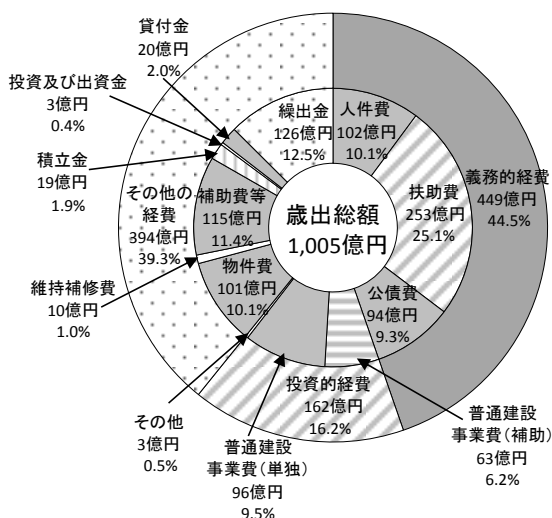 貸付金
20億円
2.0%
投資及び出資金
3億円
0.4%
積立金
19億円
1.9%
その他の
経費
394億円
39.3%
維持補修費
10億円
1.0%
繰出金
126億円
12.5%
人件費
102億円
10.1%
義務的経費
449億円
44.5%
扶助費
253億円
25.1%
補助費等
115億円
11.4%
歳出総額
1,005億円
物件費
101億円
10.1%
公債費
94億円
9.3%
投資的経費
162億円
16.2%
その他
3億円
0.5%
普通建設
事業費(単独)
96億円
9.5%
普通建設
事業費(補助)
63億円
6.2%